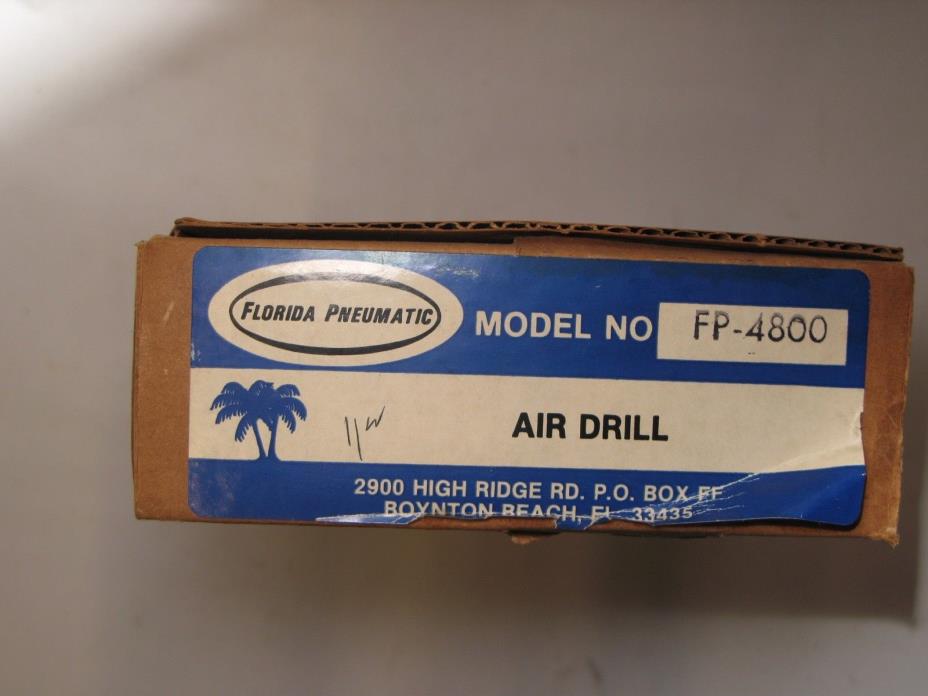 FLORIDA PNEUMATIC
MODEL NO FP-4800
AIR DRILL
2900 HIGH RIDGE RD. P.O. BOX FF
BOYNTON BEACH, FL 33435